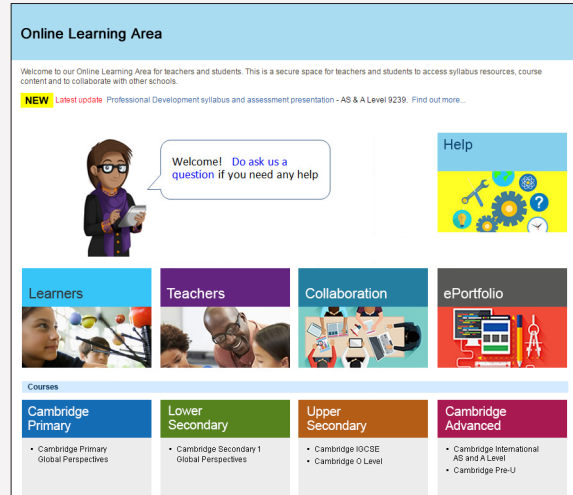 Online Learning Area
Welcome to our Online Learning Area for teachers and students. This is a secure space for teachers and students to access syllabus resources, course
content and to collaborate with other schools.
NEW Latest update Professional Development syllabus and assessment presentation - AS & A Level 9239. Find out more...
Welcome! Do ask us a
question if you need any help
Help
?
Learners
Teachers
Collaboration
ePortfolio
Courses
Cambridge
Primary
Lower
Secondary
Upper
Secondary
Cambridge
Advanced
• Cambridge Primary
Global Perspectives
• Cambridge Secondary 1
Global Perspectives
• Cambridge IGCSE
• Cambridge O Level
• Cambridge International
AS and A Level
• Cambridge Pre-U